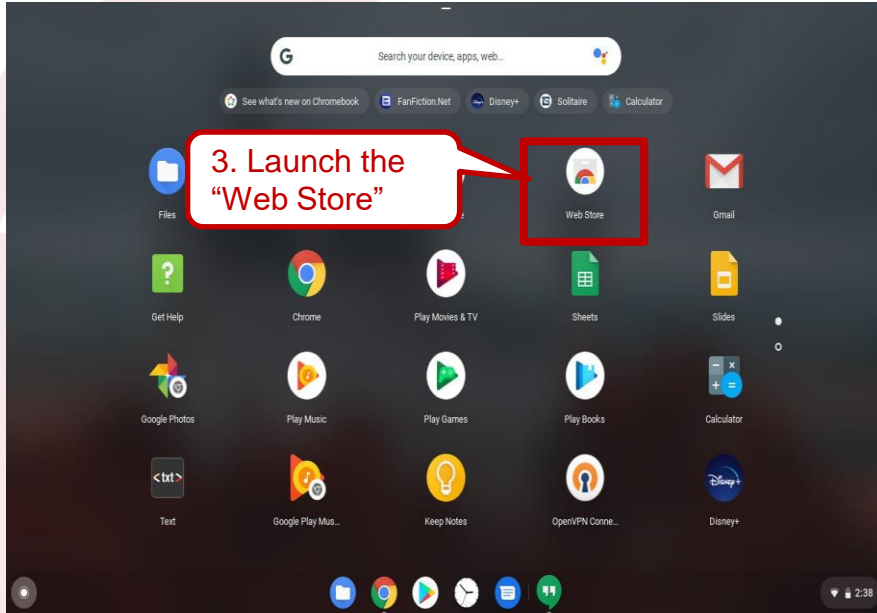 G Search your device, apps, web...
See what's new on Chromebook FanFiction.Net Disney+ Solitaire Calculator
3. Launch the
“Web Store”
Files Web Store Gmail
?
Get Help Chrome Play Movies & TV Sheets Slides
Google Photos Play Music Play Games Play Books Calculator
<txt> Disney+
Text Google Play Mus... Keep Notes OpenVPN Conne... Disney+
2:38